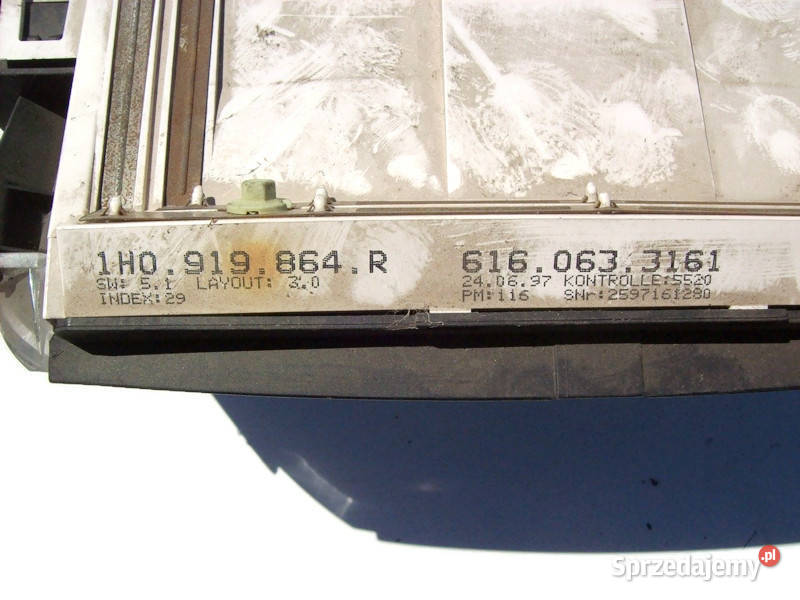 1H0.919.864.R 616.063.3161
SW: 5.1 LAYOUT: 3.0 24.06.97 KONTROLLE:5520
INDEX:29 PM:116 SNr:2597161280
Sprzedajemy.pl